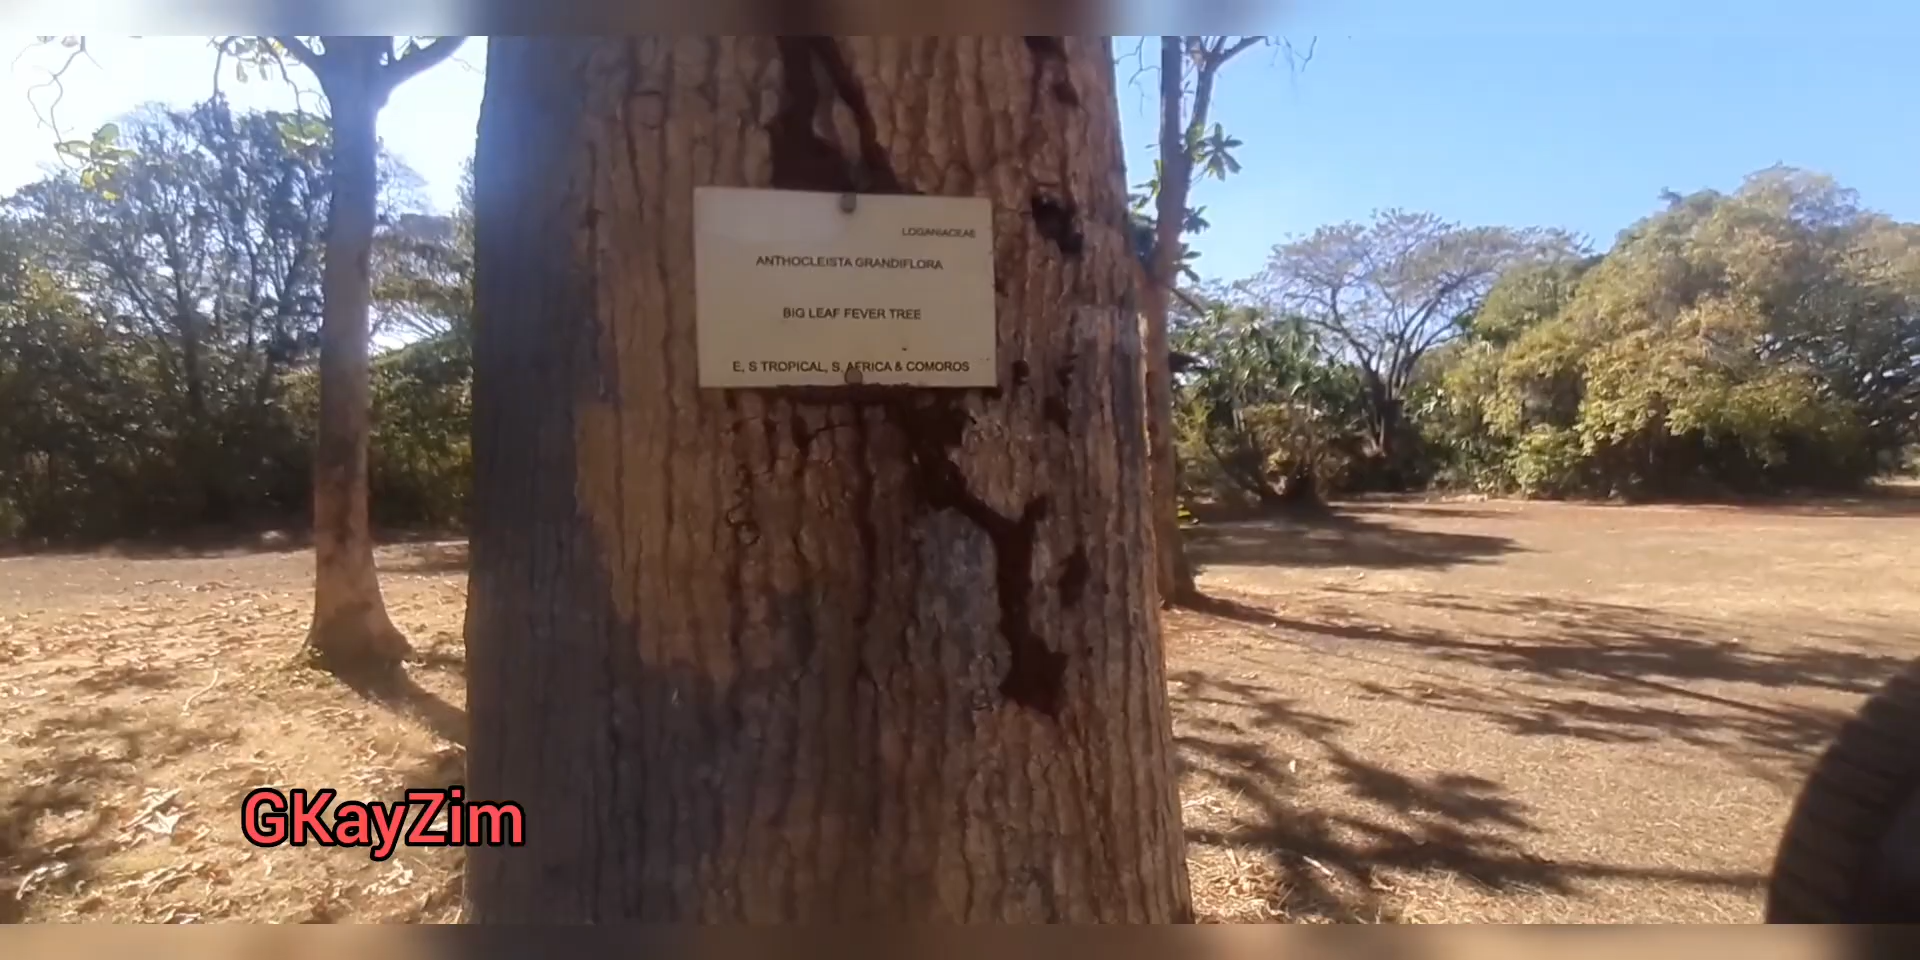 LOGANIACEAE
ANTHOCLEISTA GRANDIFLORA
BIG LEAF FEVER TREE
E, S TROPICAL, S. AFRICA & COMOROS
GKayZim